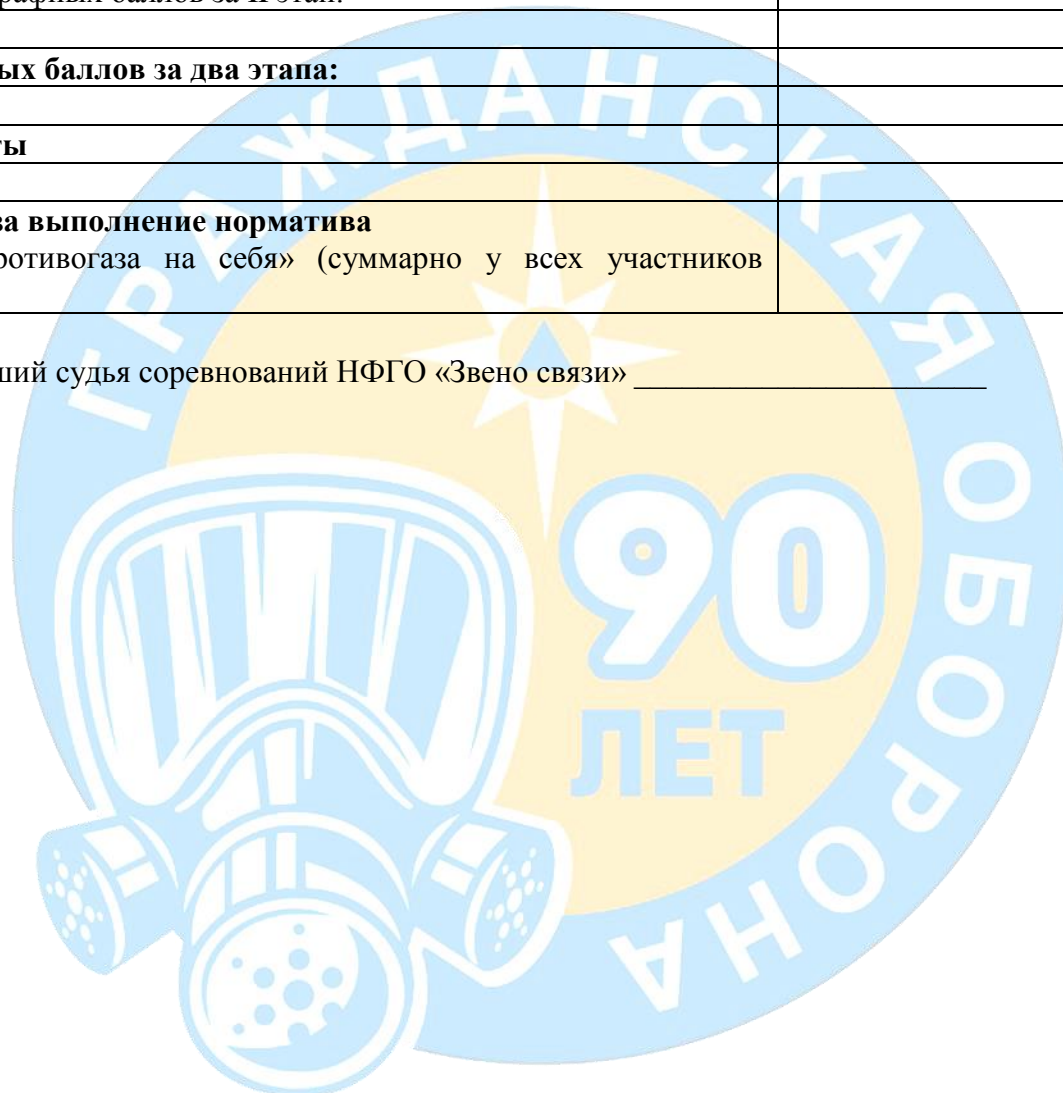 рафных баллов за II этап:
ых баллов за два этапа:
ты
за выполнение норматива
ротивогаза на себя» (суммарно у всех участников
ший судья соревнований НФГО «Звено связи» ______________________
ГРАЖДАНСКАЯ ОБОРОНА
90
ЛЕТ